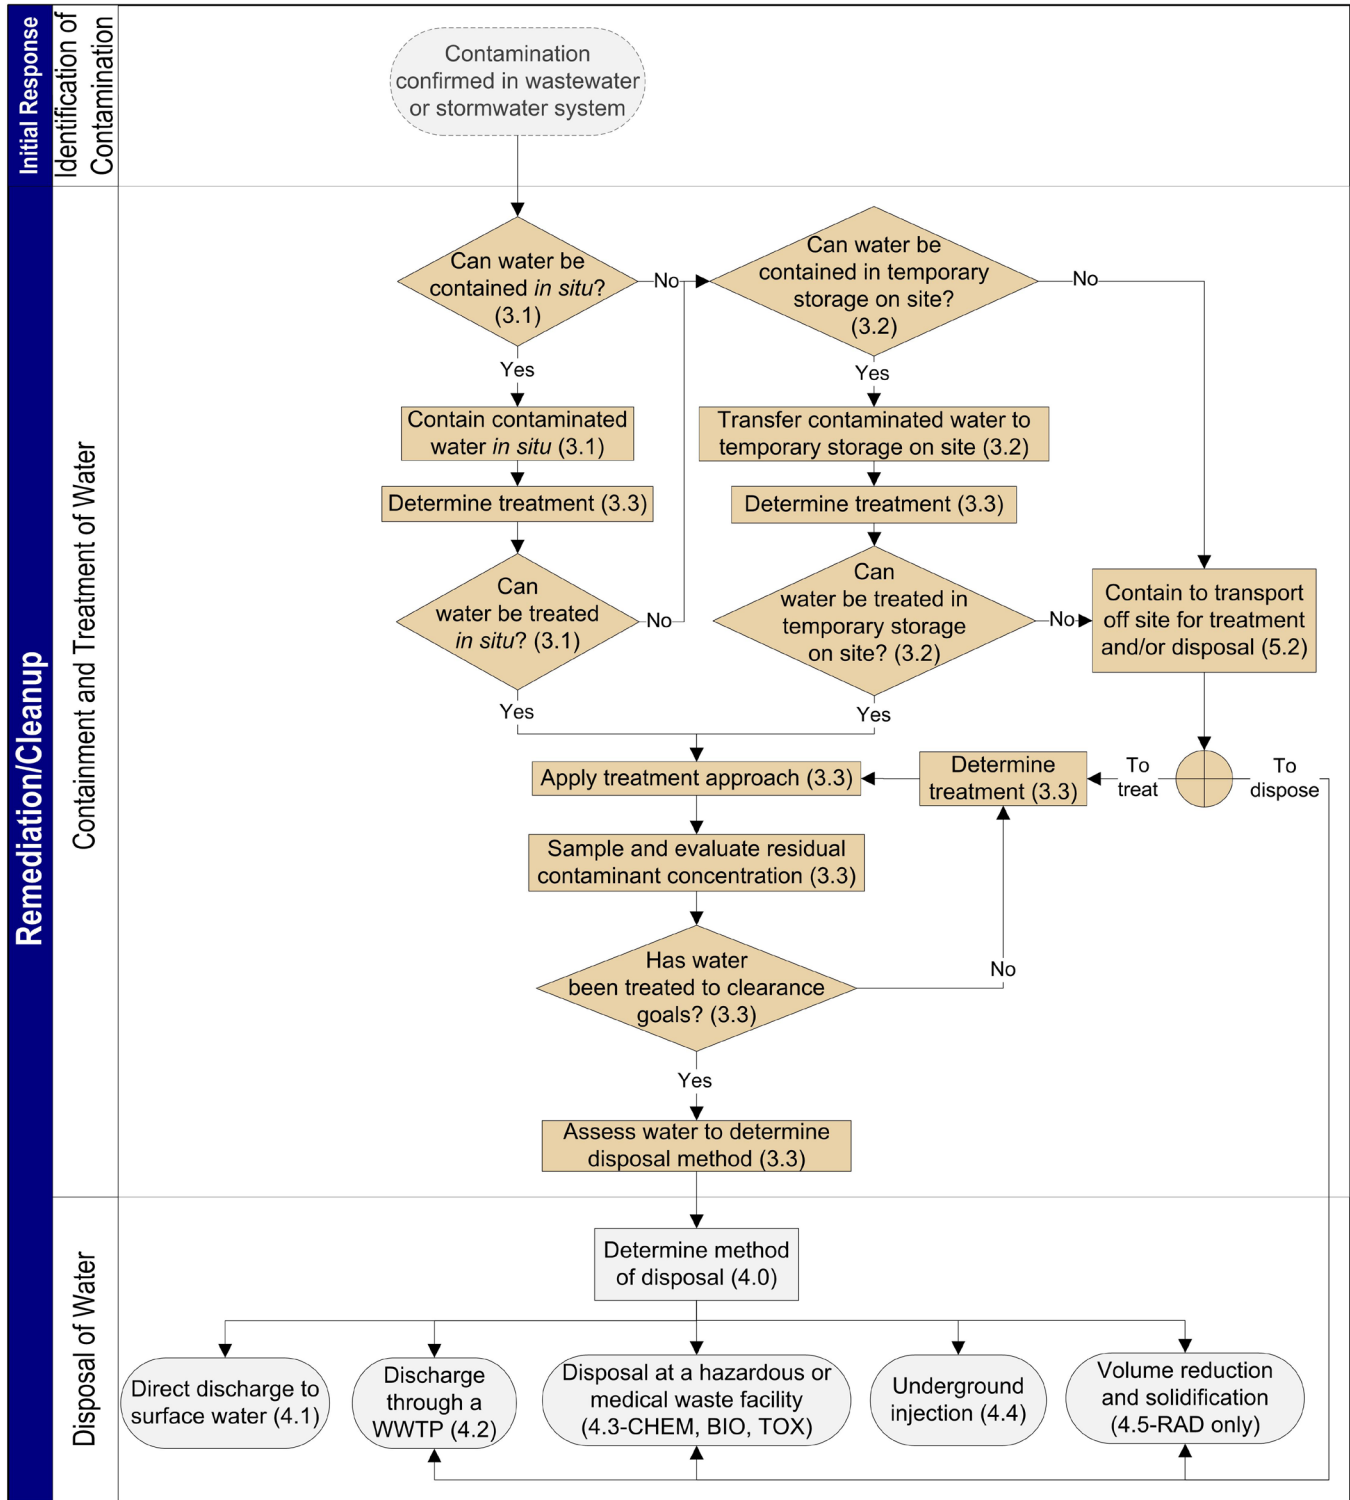 Initial Response
Identification of
Contamination
Contamination
confirmed in wastewater
or stormwater system
Remediation/Cleanup
Containment and Treatment of Water
Can water be
contained in situ?
(3.1)
No
Can water be
contained in temporary
storage on site?
(3.2)
No
Yes
Yes
Contain contaminated
water in situ (3.1)
Transfer contaminated water to
temporary storage on site (3.2)
Determine treatment (3.3)
Determine treatment (3.3)
Can
water be treated
in situ? (3.1)
No
Can
water be treated in
temporary storage
on site? (3.2)
No
Contain to transport
off site for treatment
and/or disposal (5.2)
Yes
Yes
Apply treatment approach (3.3)
Determine
treatment (3.3)
To
treat
To
dispose
Sample and evaluate residual
contaminant concentration (3.3)
Has water
been treated to clearance
goals? (3.3)
No
Yes
Assess water to determine
disposal method (3.3)
Disposal of Water
Determine method
of disposal (4.0)
Direct discharge to
surface water (4.1)
Discharge
through a
WWTP (4.2)
Disposal at a hazardous or
medical waste facility
(4.3-CHEM, BIO, TOX)
Underground
injection (4.4)
Volume reduction
and solidification
(4.5-RAD only)